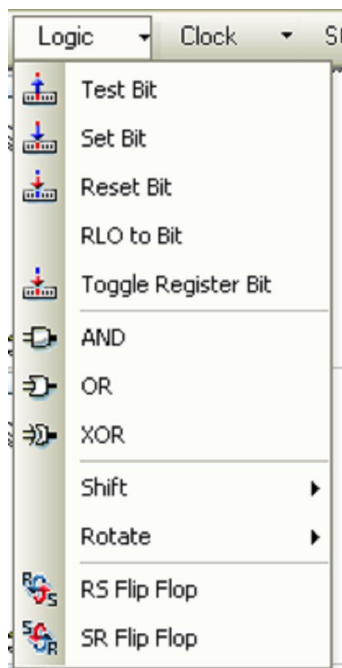 Logic Clock
Test Bit
Set Bit
Reset Bit
RLO to Bit
Toggle Register Bit
AND
OR
XOR
Shift
Rotate
RS Flip Flop
SR Flip Flop